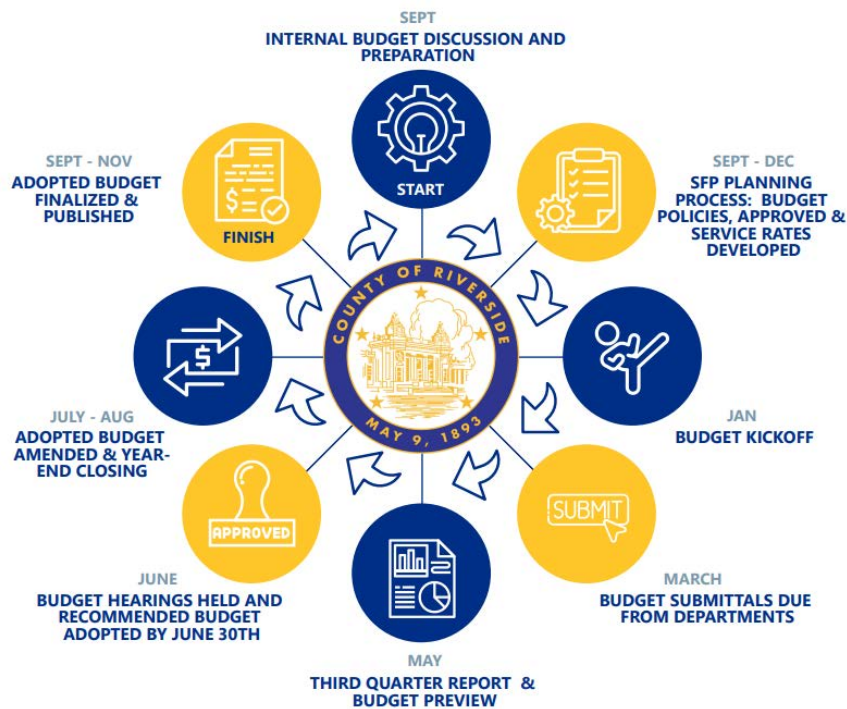 SEPT
INTERNAL BUDGET DISCUSSION AND
PREPARATION
START
SEPT - DEC
SFP PLANNING
PROCESS: BUDGET
POLICIES, APPROVED &
SERVICE RATES
DEVELOPED
JAN
BUDGET KICKOFF
SUBMIT
MARCH
BUDGET SUBMITTALS DUE
FROM DEPARTMENTS
MAY
THIRD QUARTER REPORT &
BUDGET PREVIEW
APPROVED
JUNE
BUDGET HEARINGS HELD AND
RECOMMENDED BUDGET
ADOPTED BY JUNE 30TH
$
JULY - AUG
ADOPTED BUDGET
AMENDED & YEAR-
END CLOSING
$
FINISH
SEPT - NOV
ADOPTED BUDGET
FINALIZED &
PUBLISHED
COUNTY OF RIVERSIDE
MAY 9, 1893